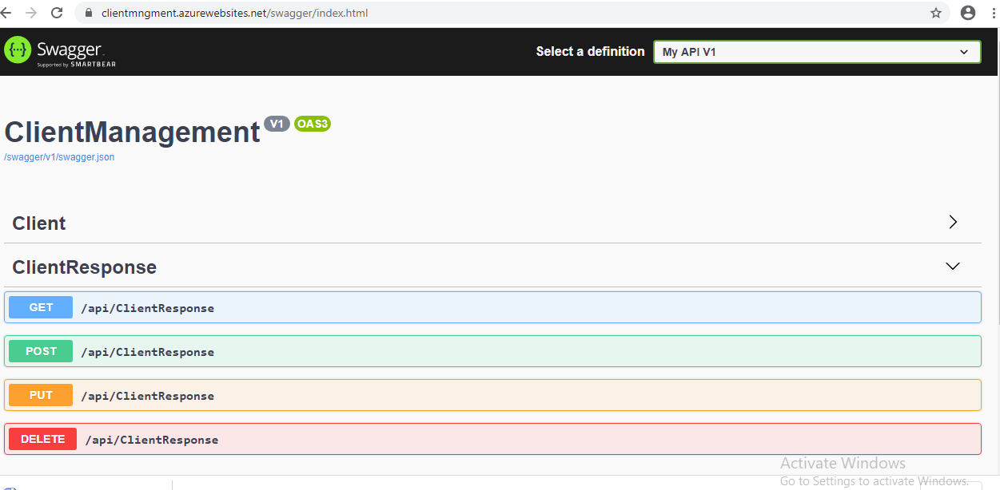 clientmngment.azurewebsites.net/swagger/index.html
{···} Swagger
Supported by SMARTBEAR
Select a definition My API V1
ClientManagement V1 OAS3
/swagger/v1/swagger.json
Client
ClientResponse
GET /api/ClientResponse
POST /api/ClientResponse
PUT /api/ClientResponse
DELETE /api/ClientResponse
Activate Windows
Go to Settings to activate Windows.